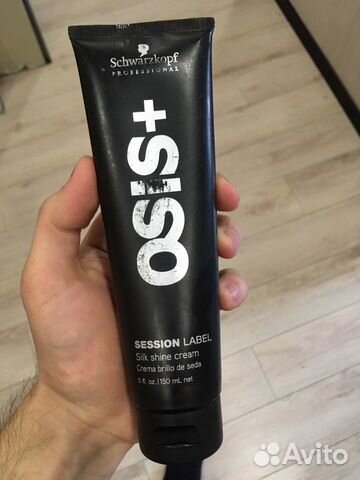 Schwarzkopf
PROFESSIONAL
OSIS+
SESSION LABEL
Silk shine cream
Crema brillo de seda
5 fl. oz. | 150 mL net
Avito